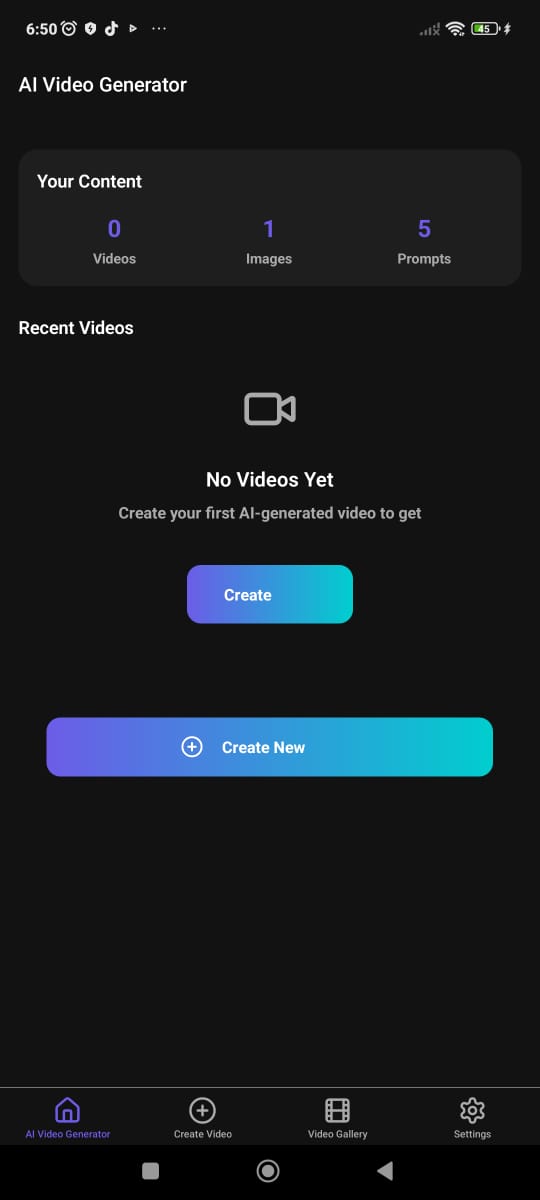 6:50
45
AI Video Generator
Your Content
0 1 5
Videos Images Prompts
Recent Videos
No Videos Yet
Create your first AI-generated video to get
Create
Create New
AI Video Generator Create Video Video Gallery Settings